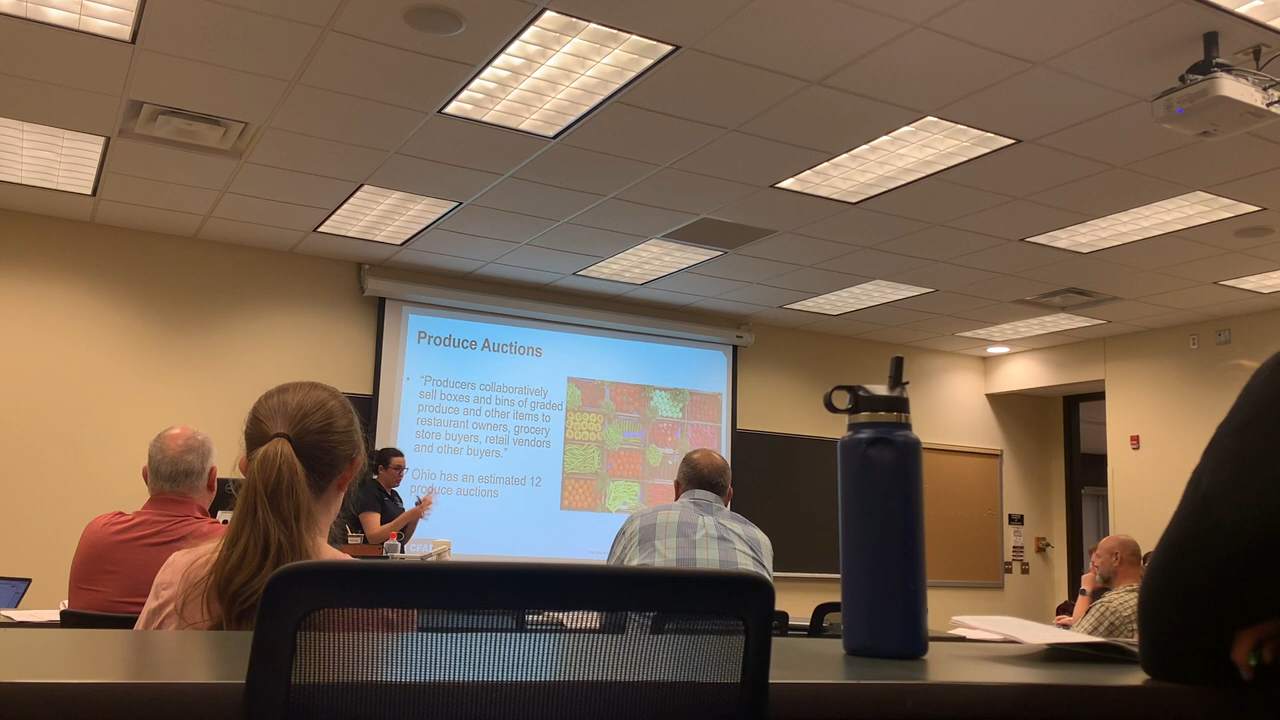 Produce Auctions
• "Producers collaboratively
sell boxes and bins of graded
produce and other items to
restaurant owners, grocery
store buyers, retail vendors
and other buyers."
Ohio has an estimated 12
produce auctions
CFAES